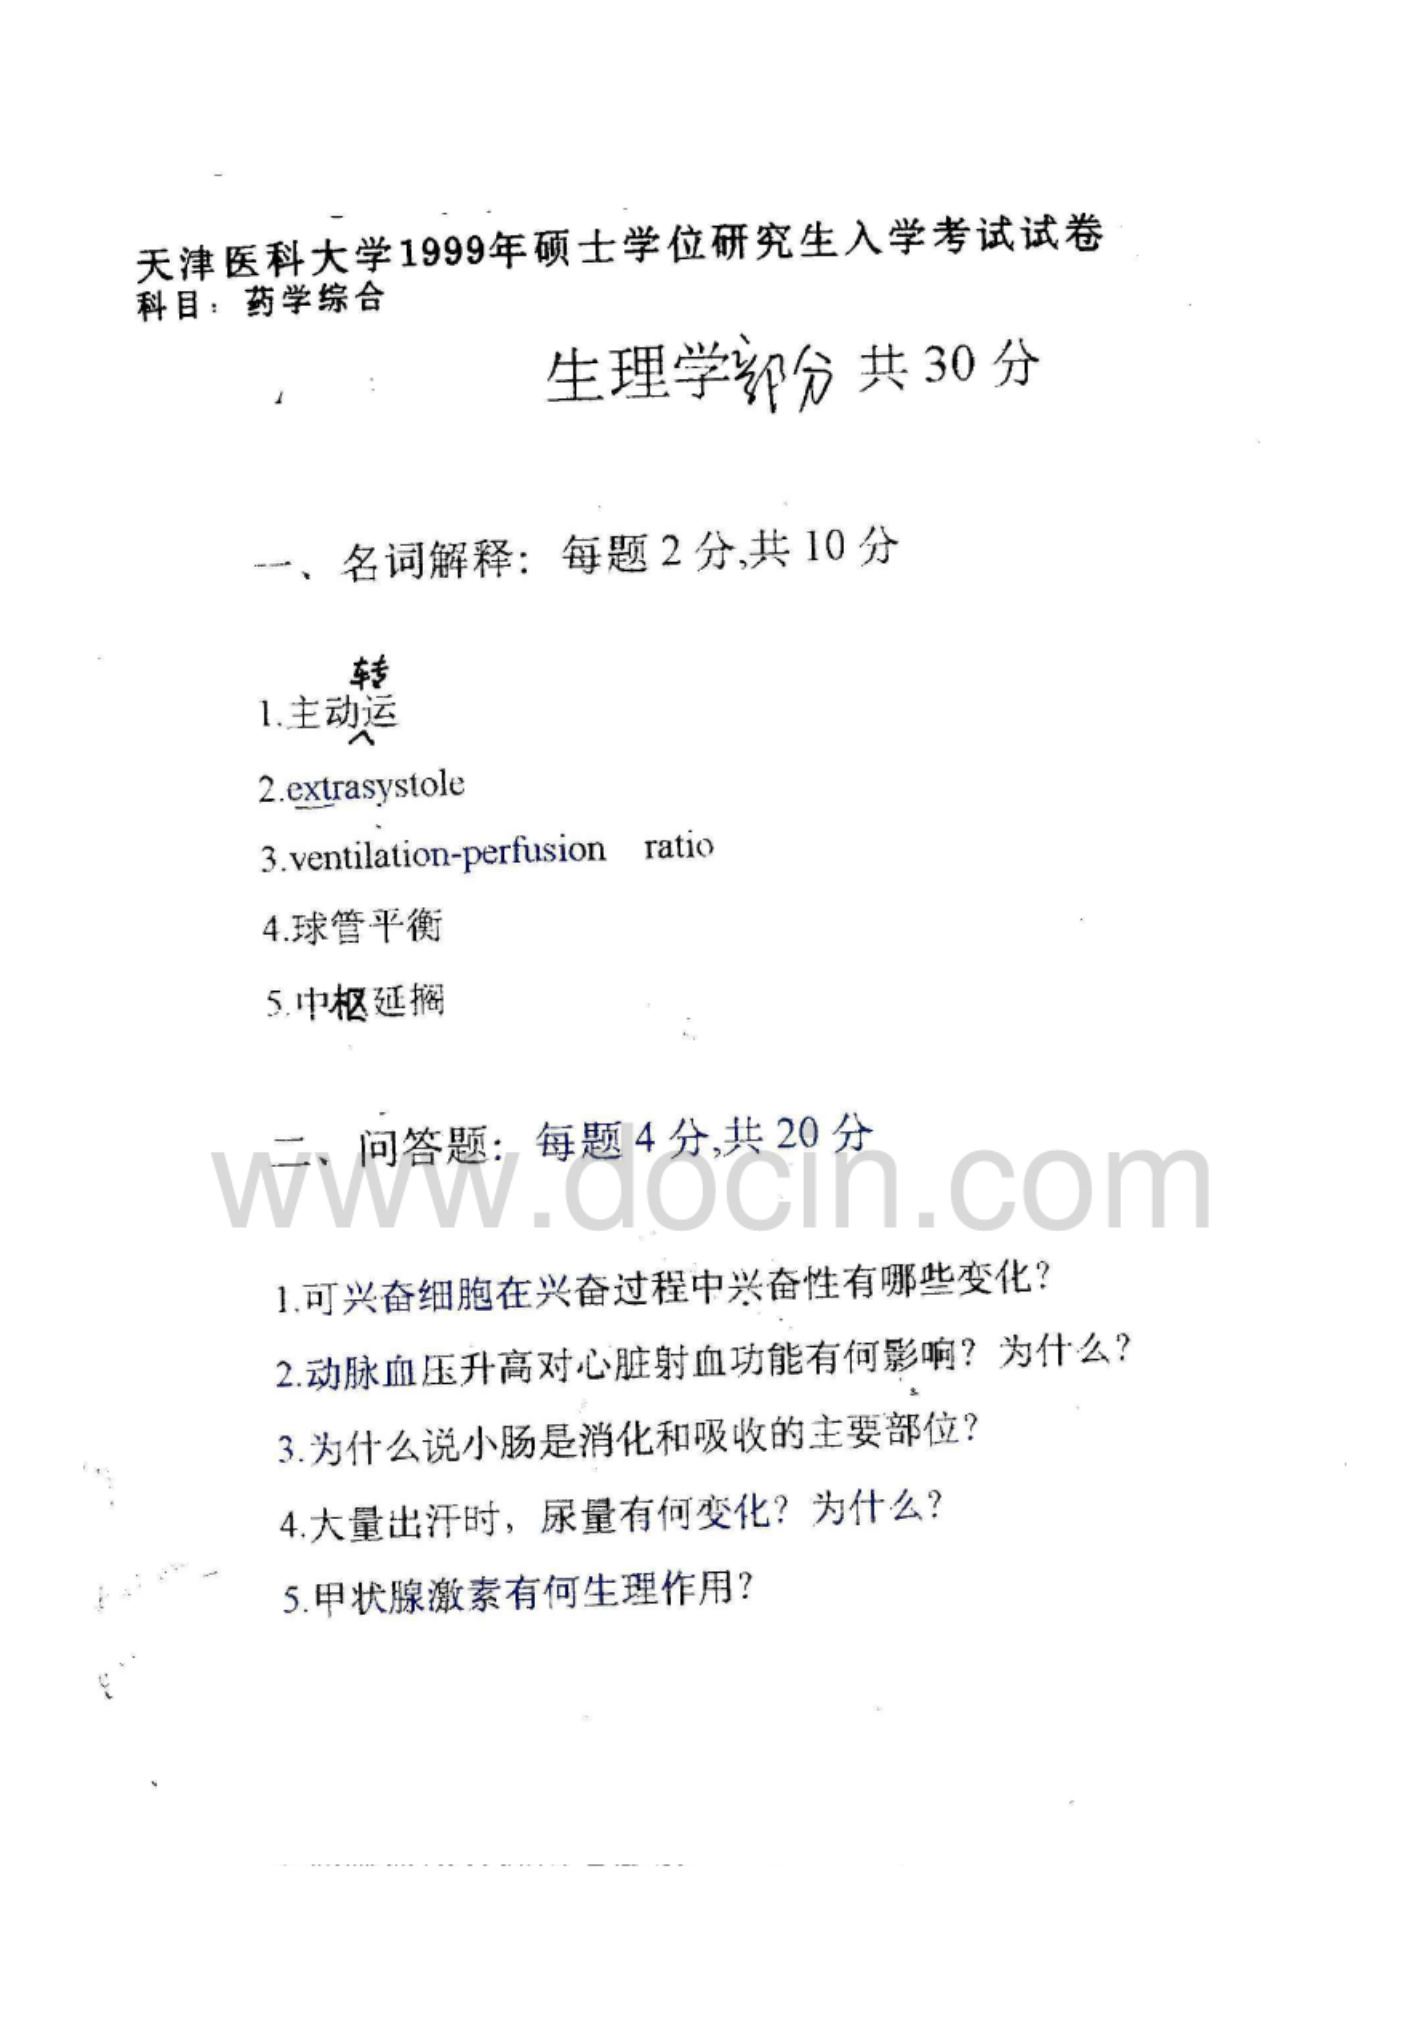 天津医科大学1999年硕士学位研究生入学考试试卷
科目：药学综合
生理学部分 共 30 分
一、名词解释：每题 2 分,共 10 分
1.主动转运
2.extrasystole
3.ventilation-perfusion ratio
4.球管平衡
5.中枢延搁
二、问答题：每题 4 分,共 20 分
www.docin.com
1.可兴奋细胞在兴奋过程中兴奋性有哪些变化？
2.动脉血压升高对心脏射血功能有何影响？为什么？
3.为什么说小肠是消化和吸收的主要部位？
4.大量出汗时，尿量有何变化？为什么？
5.甲状腺激素有何生理作用？